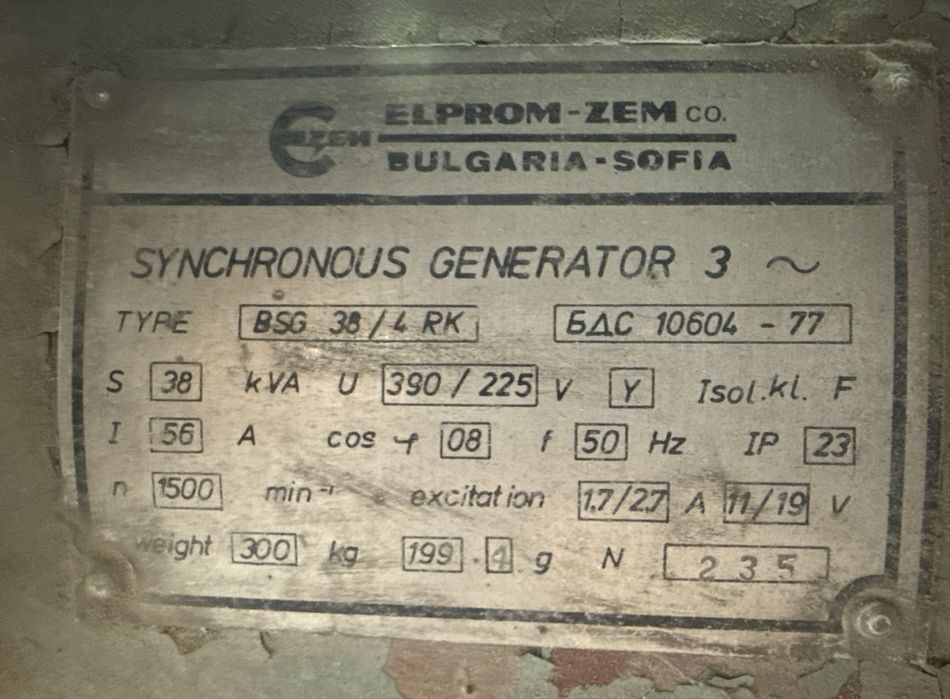 ELPROM-ZEM CO.
BULGARIA-SOFIA
SYNCHRONOUS GENERATOR 3 ~
TYPE BSG 38/4 RK БДС 10604 - 77
S 38 kVA U 390/225 V Y Isol.kl. F
I 56 A cos φ 08 f 50 Hz IP 23
n 1500 min⁻¹ excitation 1.7/2.7 A 11/19 V
weight 300 kg 199 . 4 g N 235